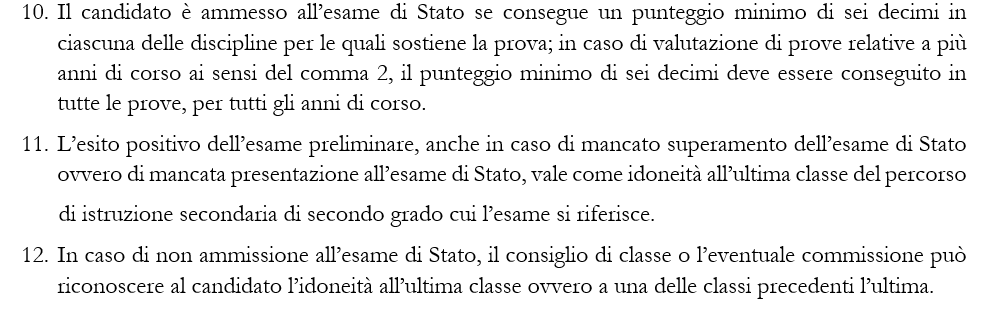 10. Il candidato è ammesso all’esame di Stato se consegue un punteggio minimo di sei decimi in
ciascuna delle discipline per le quali sostiene la prova; in caso di valutazione di prove relative a più
anni di corso ai sensi del comma 2, il punteggio minimo di sei decimi deve essere conseguito in
tutte le prove, per tutti gli anni di corso.
11. L’esito positivo dell’esame preliminare, anche in caso di mancato superamento dell’esame di Stato
ovvero di mancata presentazione all’esame di Stato, vale come idoneità all’ultima classe del percorso
di istruzione secondaria di secondo grado cui l’esame si riferisce.
12. In caso di non ammissione all’esame di Stato, il consiglio di classe o l’eventuale commissione può
riconoscere al candidato l’idoneità all’ultima classe ovvero a una delle classi precedenti l’ultima.